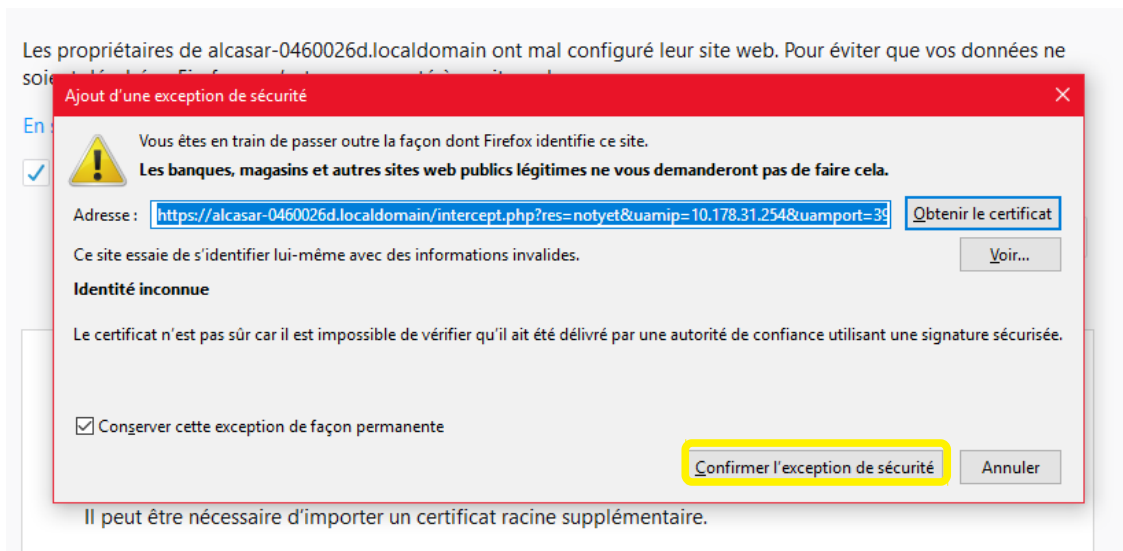 Les propriétaires de alcasar-0460026d.localdomain ont mal configuré leur site web. Pour éviter que vos données ne
soie
Ajout d'une exception de sécurité
En s
Vous êtes en train de passer outre la façon dont Firefox identifie ce site.
Les banques, magasins et autres sites web publics légitimes ne vous demanderont pas de faire cela.
Adresse : https://alcasar-0460026d.localdomain/intercept.php?res=notyet&uamip=10.178.31.254&uamport=39 Obtenir le certificat
Ce site essaie de s'identifier lui-même avec des informations invalides. Voir...
Identité inconnue
Le certificat n'est pas sûr car il est impossible de vérifier qu'il ait été délivré par une autorité de confiance utilisant une signature sécurisée.
Conserver cette exception de façon permanente
Confirmer l'exception de sécurité Annuler
Il peut être nécessaire d'importer un certificat racine supplémentaire.